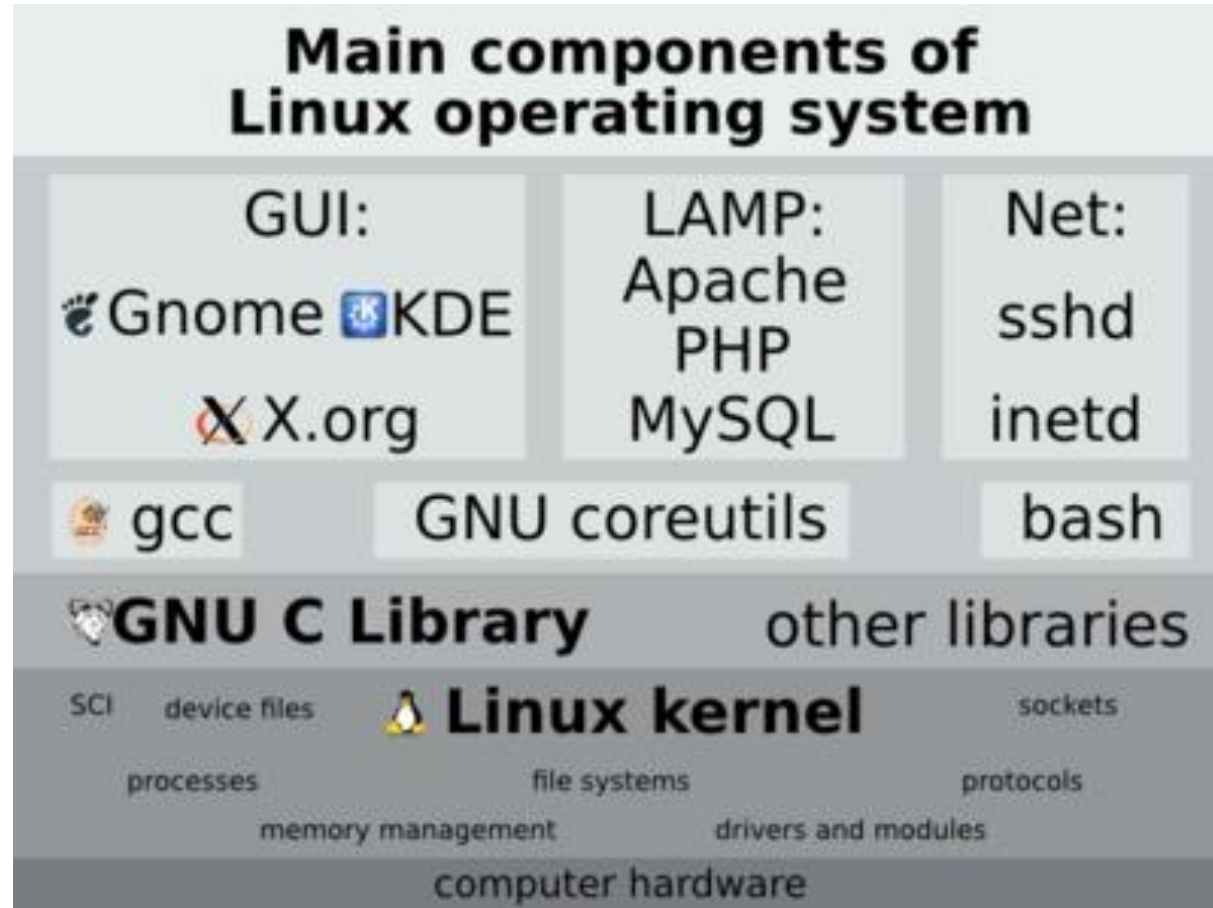 Main components of
Linux operating system
GUI: LAMP: Net:
Gnome KDE Apache sshd
PHP
X.org MySQL inetd
gcc GNU coreutils bash
GNU C Library other libraries
SCI device files Linux kernel sockets
processes file systems protocols
memory management drivers and modules
computer hardware